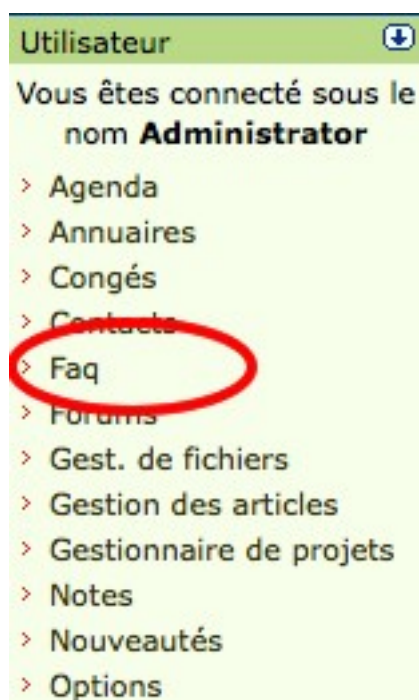 Utilisateur
Vous êtes connecté sous le
nom Administrator
Agenda
Annuaires
Congés
Contacts
Faq
Forums
Gest. de fichiers
Gestion des articles
Gestionnaire de projets
Notes
Nouveautés
Options